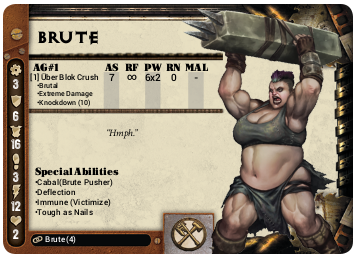 BRUTE
AG#1 AS RF PW RN MAL
[1] Über Blok Crush 7 ∞ 6x2 0 -
•Brutal
•Extreme Damage
•Knockdown (10)
"Hmph."
Special Abilities
•Cabal(Brute Pusher)
•Deflection
•Immune (Victimize)
•Tough as Nails
3
6
16
3
12
2
Brute(4)